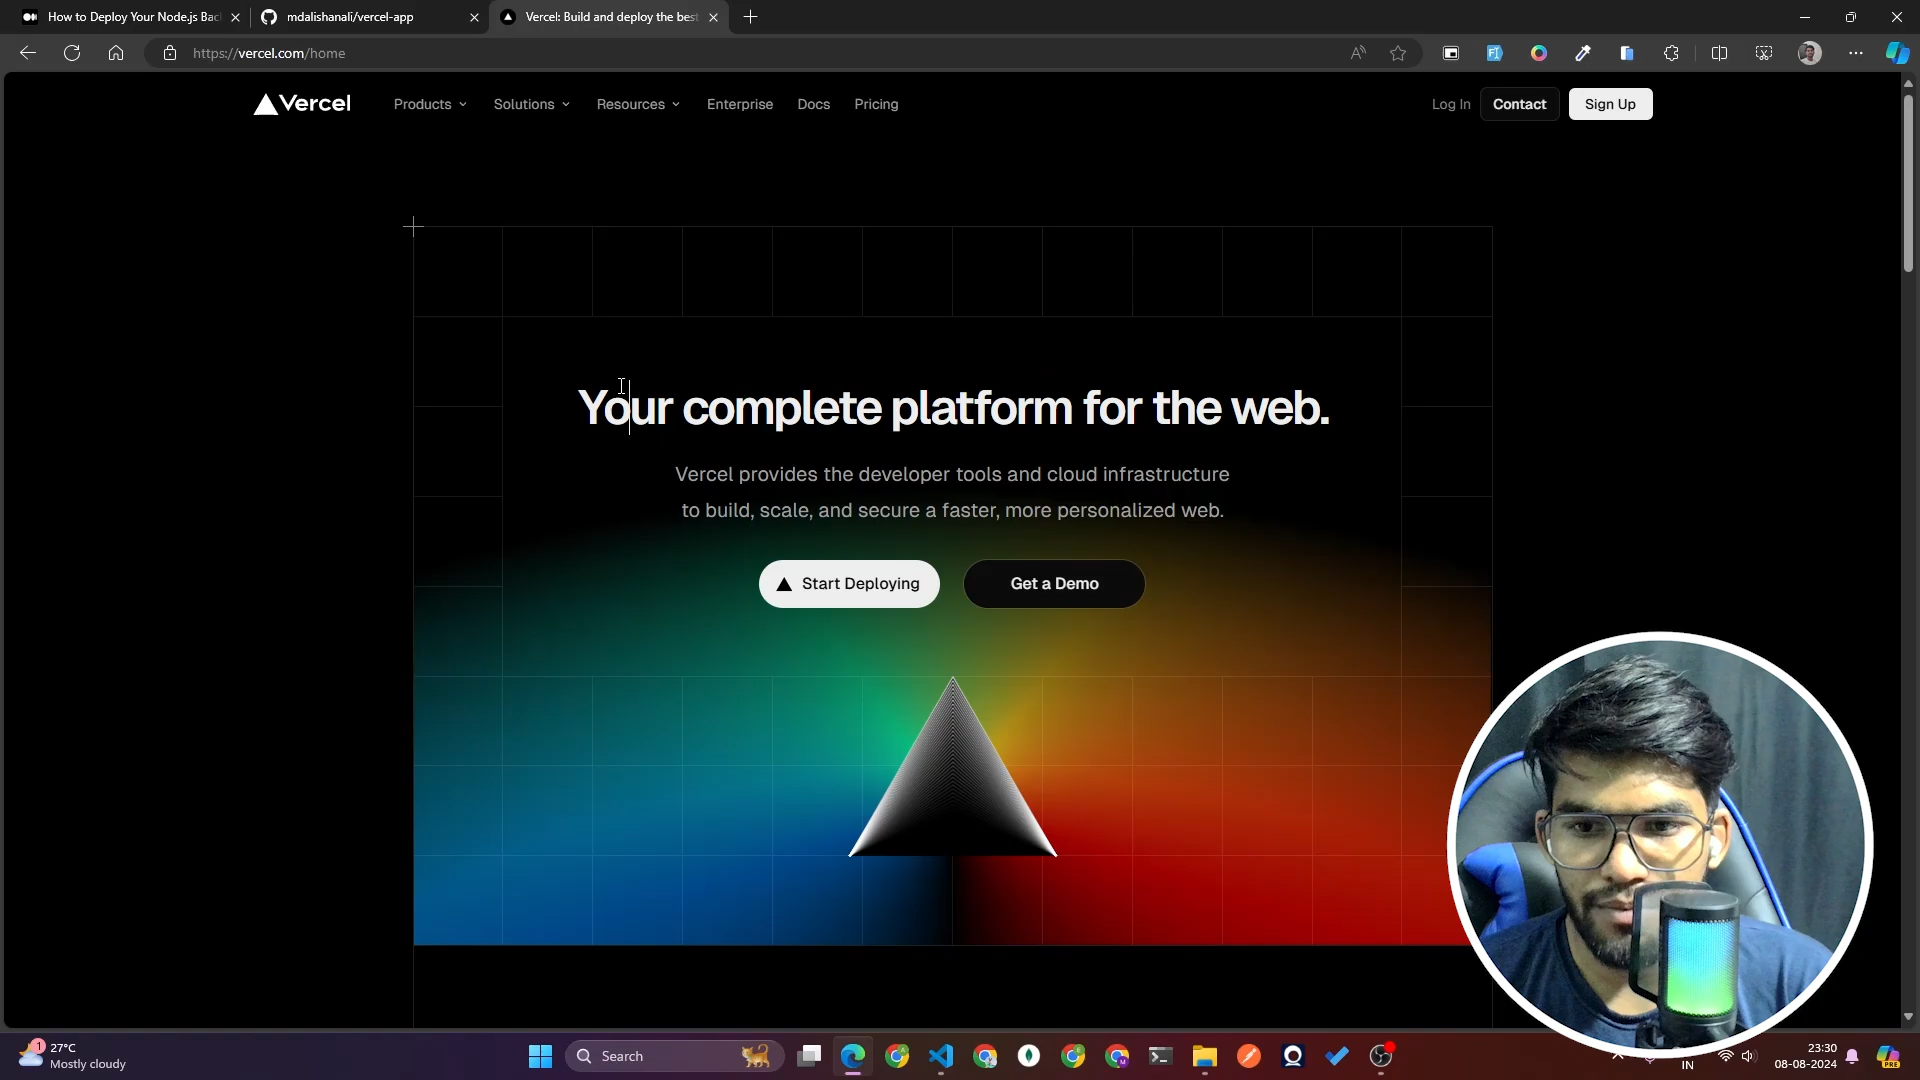 How to Deploy Your Node.js Bac
mdalishanali/vercel-app
Vercel: Build and deploy the best
https://vercel.com/home
Vercel
Products
Solutions
Resources
Enterprise
Docs
Pricing
Log In
Contact
Sign Up
Your complete platform for the web.
Vercel provides the developer tools and cloud infrastructure
to build, scale, and secure a faster, more personalized web.
Start Deploying
Get a Demo
1
27°C
Mostly cloudy
Search
IN
23:30
08-08-2024
PRE